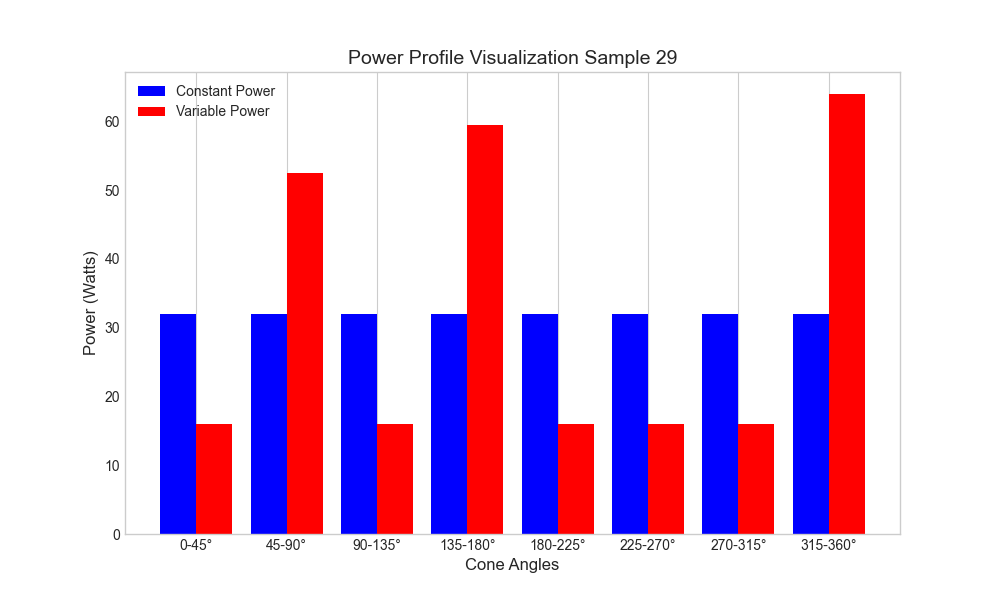 Power Profile Visualization Sample 29
Constant Power
Variable Power
Power (Watts)
60
50
40
30
20
10
0
0-45° 45-90° 90-135° 135-180° 180-225° 225-270° 270-315° 315-360°
Cone Angles